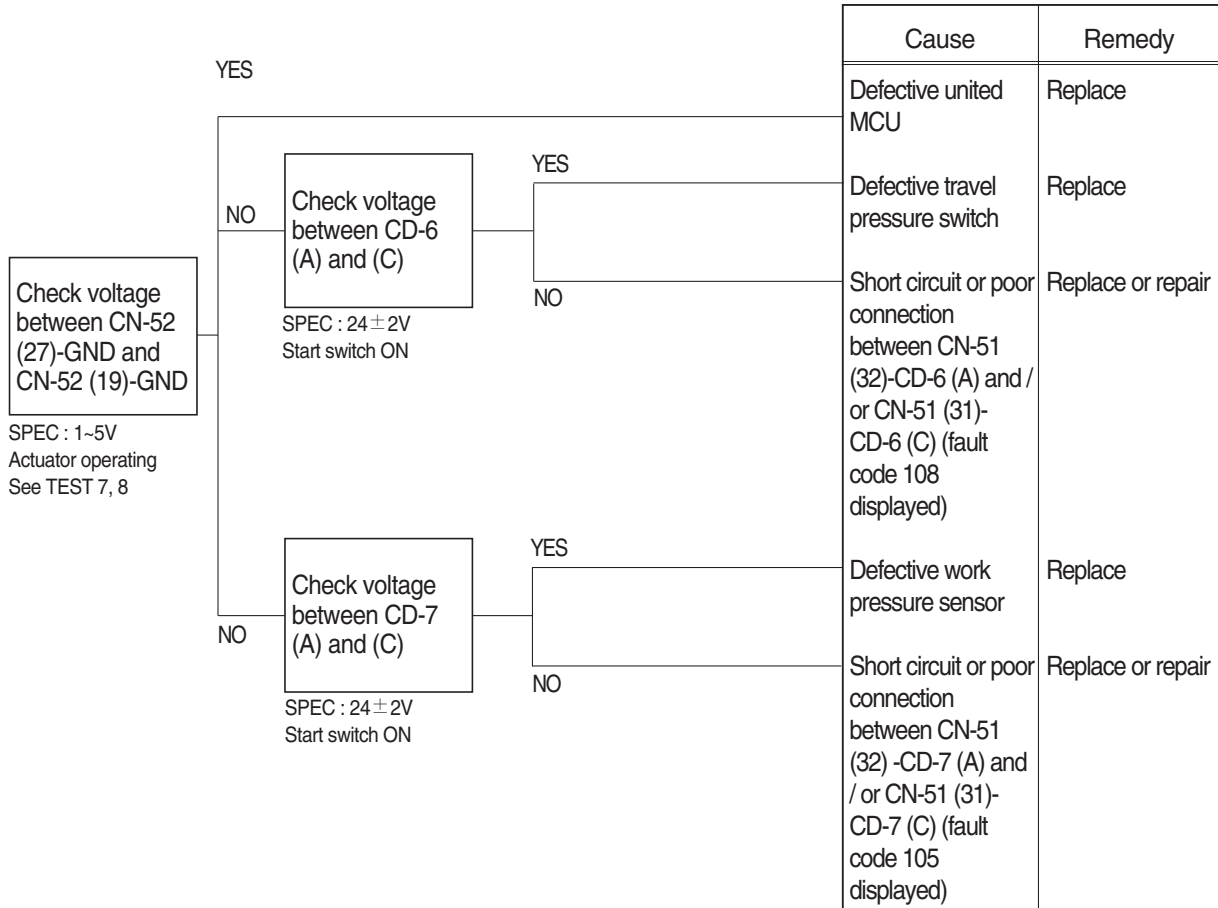 Cause
Remedy
YES
Defective united
MCU
Replace
YES
NO
Check voltage
between CD-6
(A) and (C)
Defective travel
pressure switch
Replace
Check voltage
between CN-52
(27)-GND and
CN-52 (19)-GND
SPEC : 24±2V
Start switch ON
NO
Short circuit or poor
connection
between CN-51
(32)-CD-6 (A) and /
or CN-51 (31)-
CD-6 (C) (fault
code 108
displayed)
Replace or repair
SPEC : 1~5V
Actuator operating
See TEST 7, 8
YES
NO
Check voltage
between CD-7
(A) and (C)
Defective work
pressure sensor
Replace
SPEC : 24±2V
Start switch ON
NO
Short circuit or poor
connection
between CN-51
(32) -CD-7 (A) and
/ or CN-51 (31)-
CD-7 (C) (fault
code 105
displayed)
Replace or repair